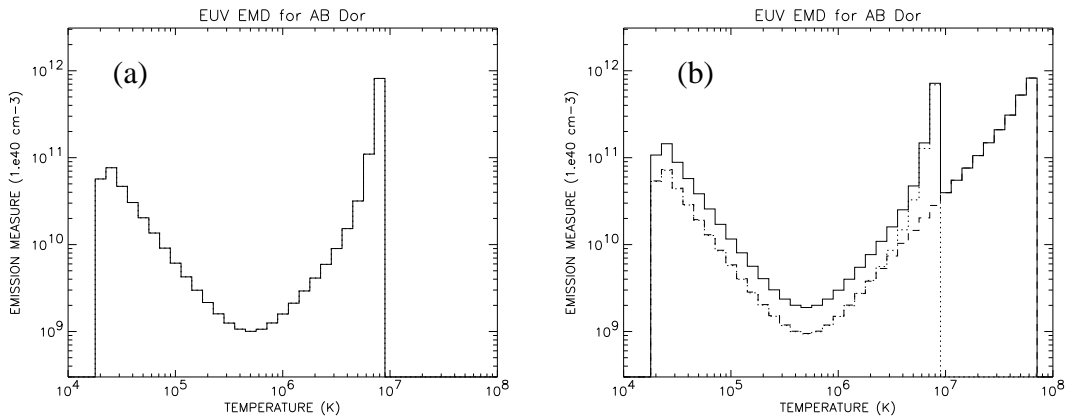 EUV EMD for AB Dor
(a)
EMISSION MEASURE (1.e40 cm-3)
10^12
10^11
10^10
10^9
10^4 10^5 10^6 10^7 10^8
TEMPERATURE (K)
EUV EMD for AB Dor
(b)
EMISSION MEASURE (1.e40 cm-3)
10^12
10^11
10^10
10^9
10^4 10^5 10^6 10^7 10^8
TEMPERATURE (K)